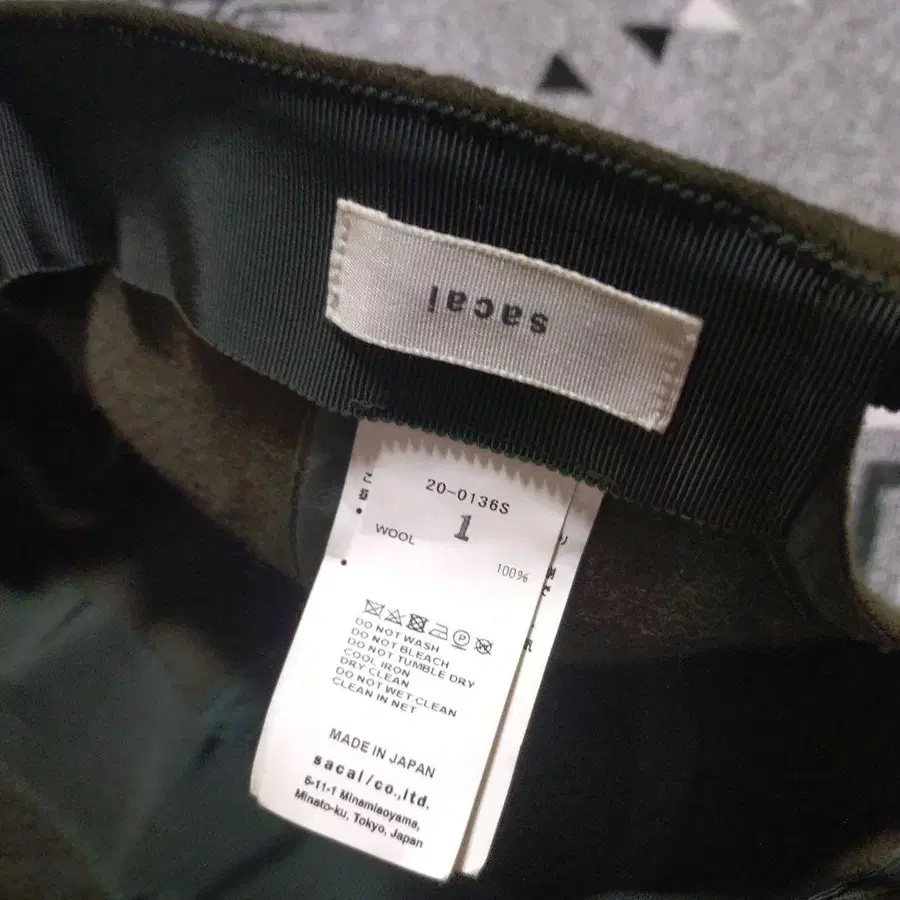 sacai
20-0136S
1
WOOL
100%
DO NOT WASH
DO NOT BLEACH
DO NOT TUMBLE DRY
COOL IRON
DRY CLEAN
DO NOT WET CLEAN
CLEAN IN NET
MADE IN JAPAN
sacai/co.,ltd.
6-11-1 Minamiaoyama,
Minato-ku, Tokyo, Japan